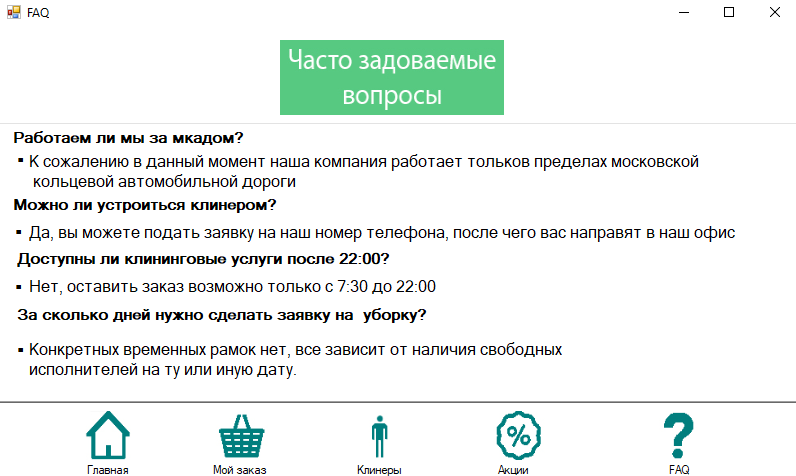 FAQ
Часто задоваемые
вопросы
Работаем ли мы за мкадом?
▪ К сожалению в данный момент наша компания работает тольков пределах московской
кольцевой автомобильной дороги
Можно ли устроиться клинером?
▪ Да, вы можете подать заявку на наш номер телефона, после чего вас направят в наш офис
Доступны ли клининговые услуги после 22:00?
▪ Нет, оставить заказ возможно только с 7:30 до 22:00
За сколько дней нужно сделать заявку на  уборку?
▪ Конкретных временных рамок нет, все зависит от наличия свободных
исполнителей на ту или иную дату.
Главная Мой заказ Клинеры Акции FAQ